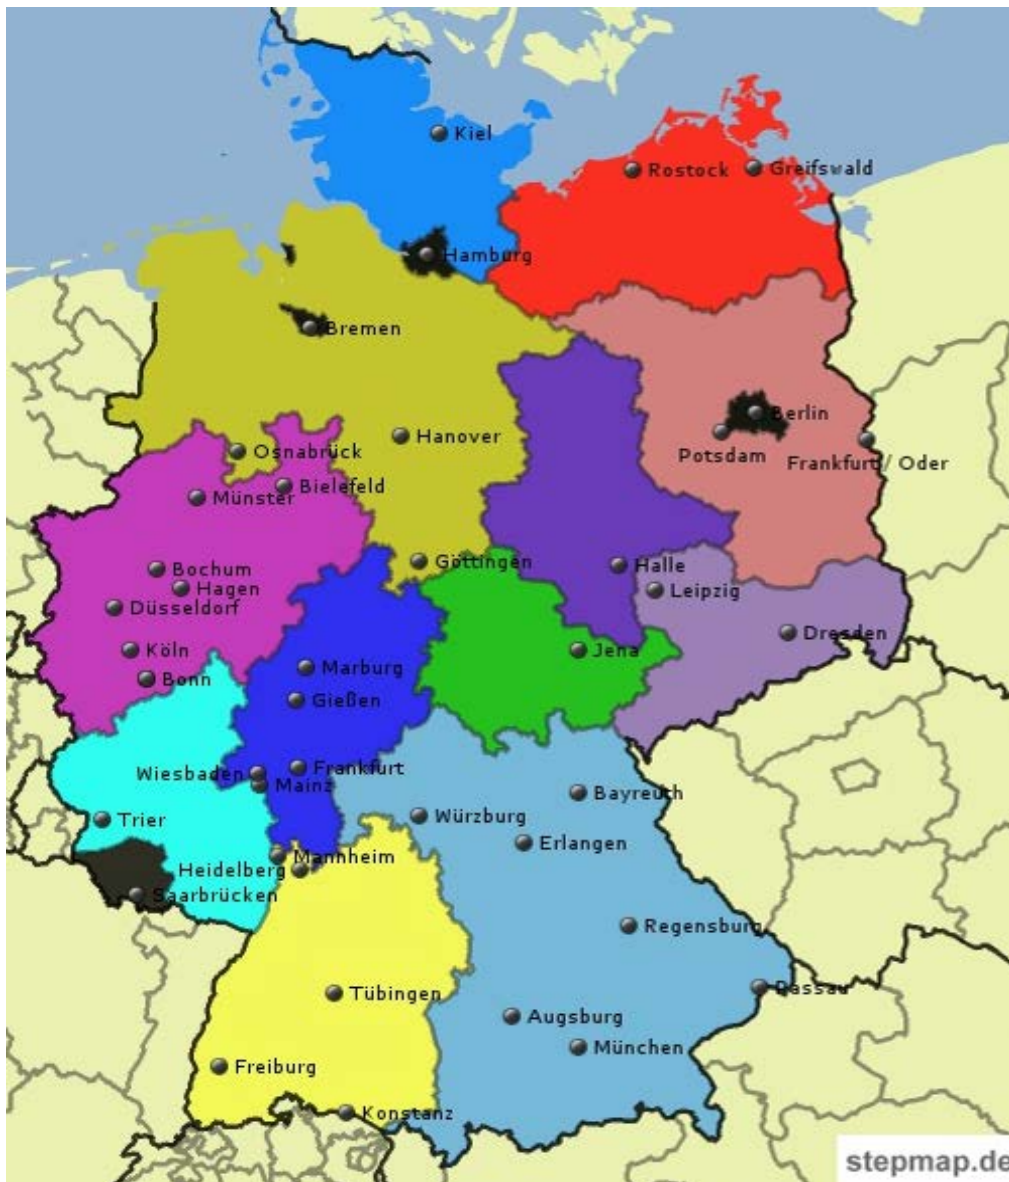 Kiel
Rostock
Greifswald
Hamburg
Bremen
Berlin
Hanover
Potsdam
Frankfurt / Oder
Osnabrück
Bielefeld
Münster
Göttingen
Halle
Bochum
Hagen
Leipzig
Düsseldorf
Dresden
Köln
Jena
Marburg
Bonn
Gießen
Frankfurt
Wiesbaden
Mainz
Bayreuth
Würzburg
Trier
Erlangen
Mannheim
Heidelberg
Saarbrücken
Regensburg
Passau
Tübingen
Augsburg
München
Freiburg
Konstanz
stepmap.de